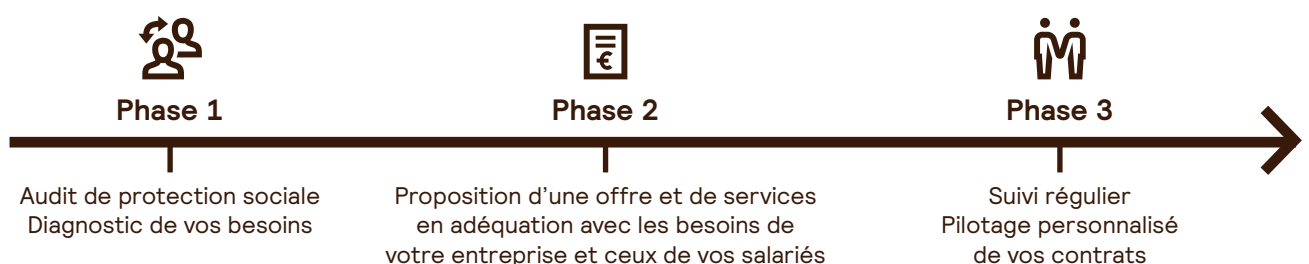 Phase 1
Audit de protection sociale
Diagnostic de vos besoins
€
Phase 2
Proposition d’une offre et de services
en adéquation avec les besoins de
votre entreprise et ceux de vos salariés
Phase 3
Suivi régulier
Pilotage personnalisé
de vos contrats